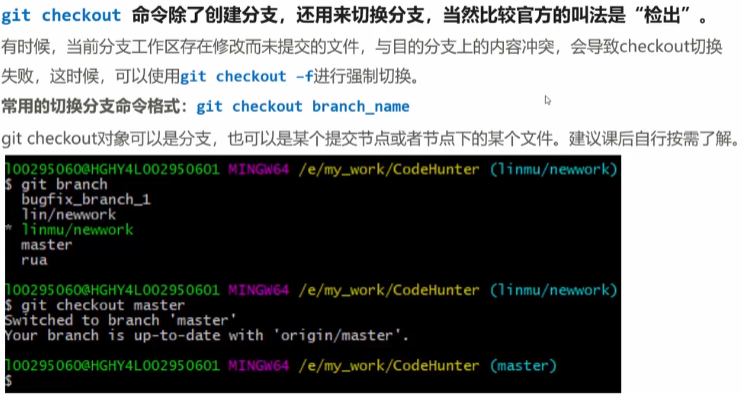 git checkout 命令除了创建分支，还用来切换分支，当然比较官方的叫法是“检出”。
有时候，当前分支工作区存在修改而未提交的文件，与目的分支上的内容冲突，会导致checkout切换
失败，这时候，可以使用git checkout –f进行强制切换。
常用的切换分支命令格式：git checkout branch_name
git checkout对象可以是分支，也可以是某个提交节点或者节点下的某个文件。建议课后自行按需了解。
l00295060@HGHY4L002950601 MINGW64 /e/my_work/CodeHunter (linmu/newwork)
$ git branch
bugfix_branch_1
lin/newwork
* linmu/newwork
master
rua
l00295060@HGHY4L002950601 MINGW64 /e/my_work/CodeHunter (linmu/newwork)
$ git checkout master
Switched to branch 'master'
Your branch is up-to-date with 'origin/master'.
l00295060@HGHY4L002950601 MINGW64 /e/my_work/CodeHunter (master)
$